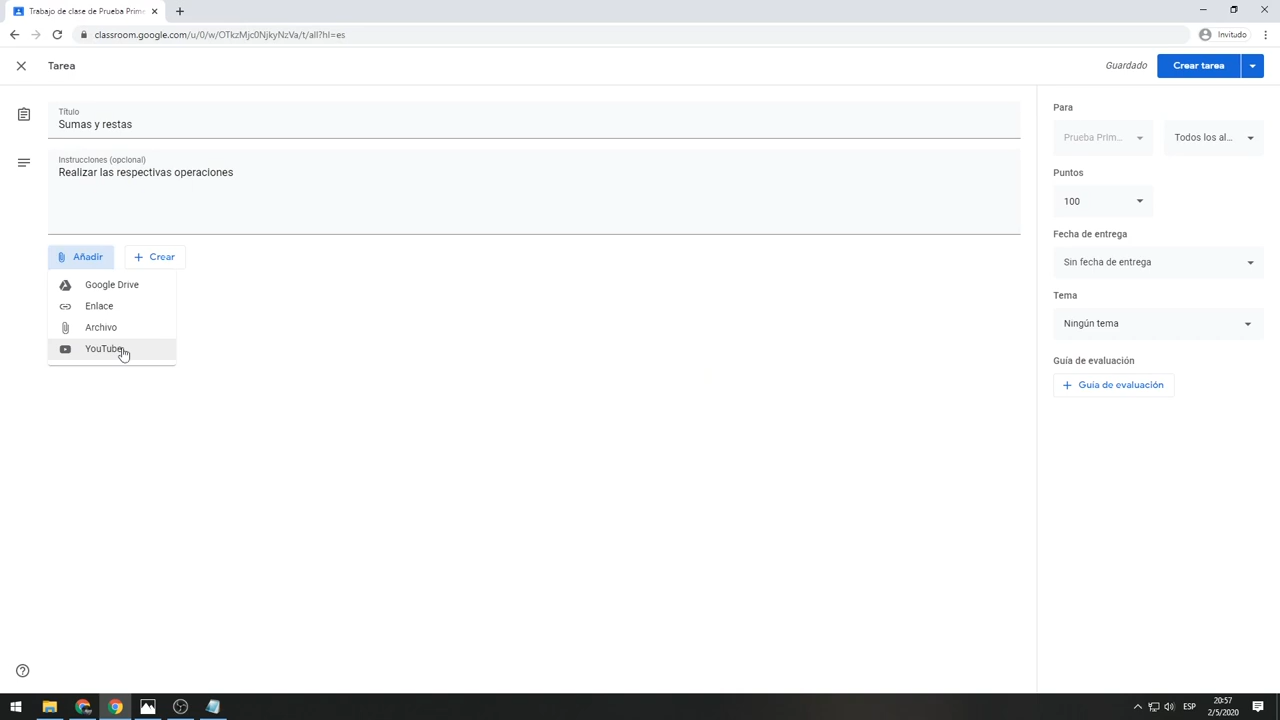 Trabajo de clase de Prueba Prim
classroom.google.com/u/0/w/OTkzMjc0NjkyNzVa/t/all?hl=es
Invitado
Tarea
Guardado
Crear tarea
Título
Sumas y restas
Instrucciones (opcional)
Realizar las respectivas operaciones
Añadir
Crear
Google Drive
Enlace
Archivo
YouTube
Para
Prueba Prim...
Todos los al...
Puntos
100
Fecha de entrega
Sin fecha de entrega
Tema
Ningún tema
Guía de evaluación
Guía de evaluación
ESP
20:57
2/5/2020